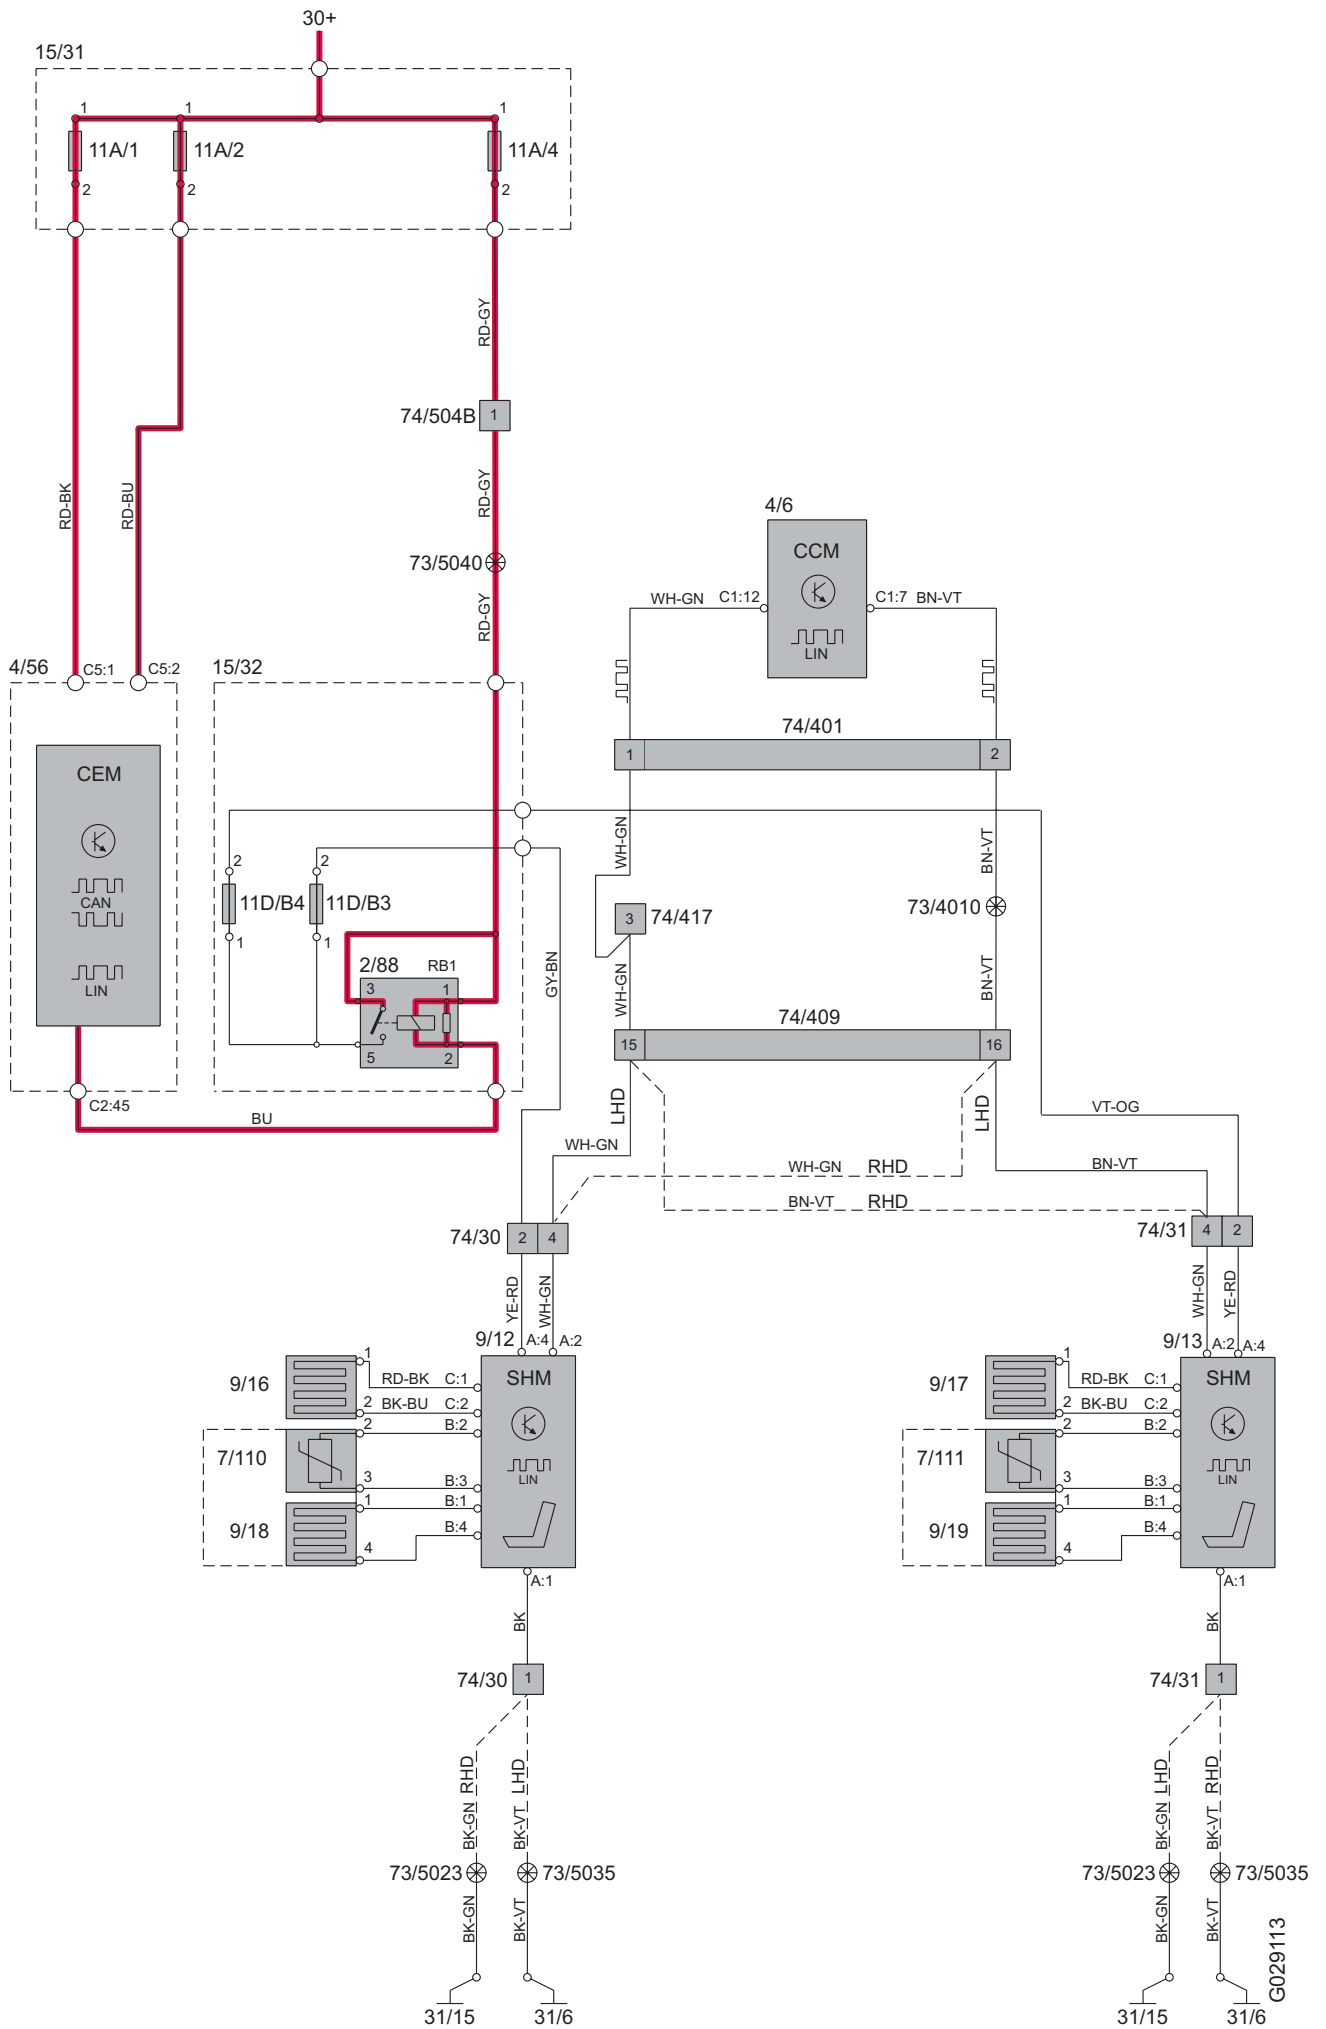 30+
15/31
1
1
1
11A/1
11A/2
11A/4
2
2
2
RD-GY
74/504B
1
RD-BK
RD-BU
RD-GY
4/6
CCM
LIN
73/5040
RD-GY
WH-GN
C1:12
C1:7
BN-VT
4/56
C5:1
C5:2
15/32
74/401
1
2
CEM
CAN
LIN
WH-GN
BN-VT
2
2
11D/B4
11D/B3
1
1
3
74/417
73/4010
2/88
RB1
3
1
5
2
GY-BN
WH-GN
BN-VT
74/409
15
16
C2:45
BU
LHD
LHD
VT-OG
WH-GN
WH-GN
RHD
BN-VT
BN-VT
RHD
74/30
2
4
74/31
4
2
YE-RD
WH-GN
WH-GN
YE-RD
9/12
A:4
A:2
9/13
A:2
A:4
9/16
1
RD-BK
C:1
SHM
2
BK-BU
C:2
7/110
2
B:2
LIN
3
B:3
9/18
1
B:1
4
B:4
A:1
9/17
1
RD-BK
C:1
SHM
2
BK-BU
C:2
7/111
2
B:2
LIN
3
B:3
9/19
1
B:1
4
B:4
A:1
BK
BK
74/30
1
74/31
1
BK-GN
RHD
BK-VT
LHD
BK-GN
LHD
BK-VT
RHD
73/5023
73/5035
73/5023
73/5035
BK-GN
BK-VT
BK-GN
BK-VT
31/15
31/6
31/15
31/6
G029113